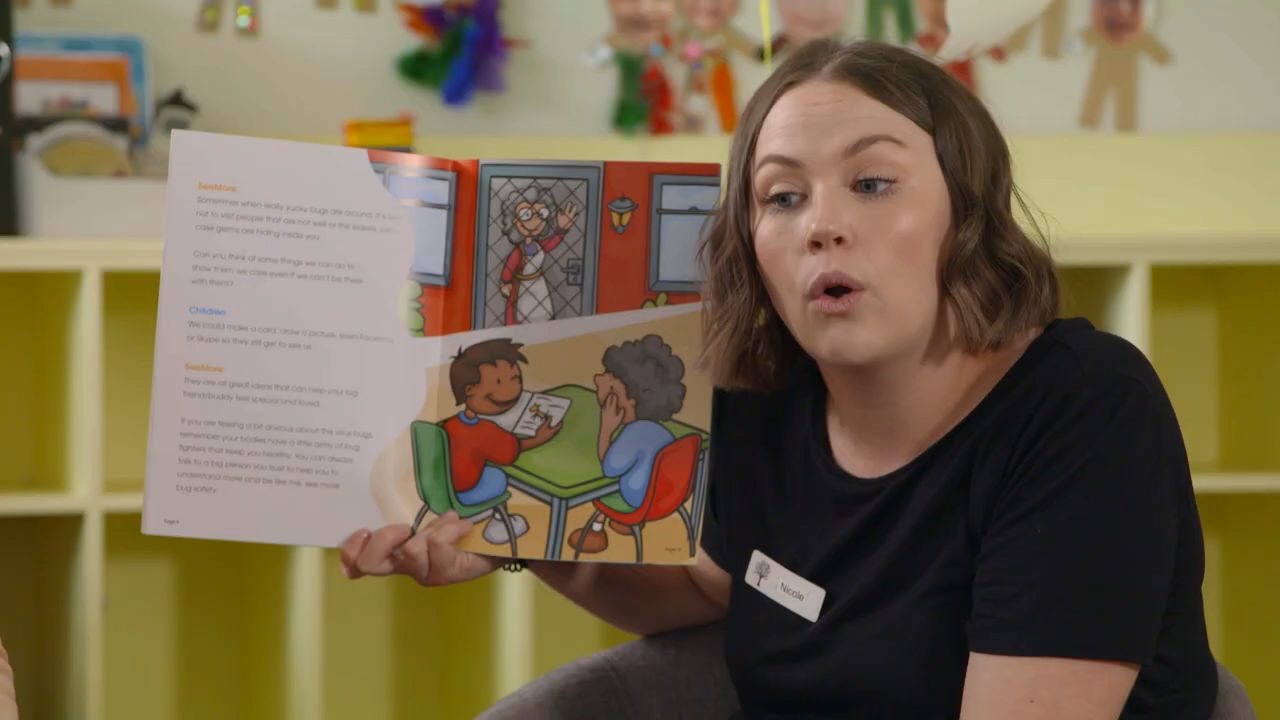 SeeMore
Sometimes when really yucky bugs are around, it is best
not to visit people that are not well or the elderly, just in
case germs are hiding inside you.
Can you think of some things we can do to
show them we care even if we can't be there
with them?
Children
We could make a card, draw a picture, even Facetime
or Skype so they still get to see us.
SeeMore
They are all great ideas that can help your big
friend/buddy feel special and loved.
If you are feeling a bit anxious about the virus bugs,
remember your bodies have a little army of bug
fighters that keep you healthy. You can always
talk to a big person you trust to help you to
understand more and be like me, see more
bug safety.
Page 9
Nicole